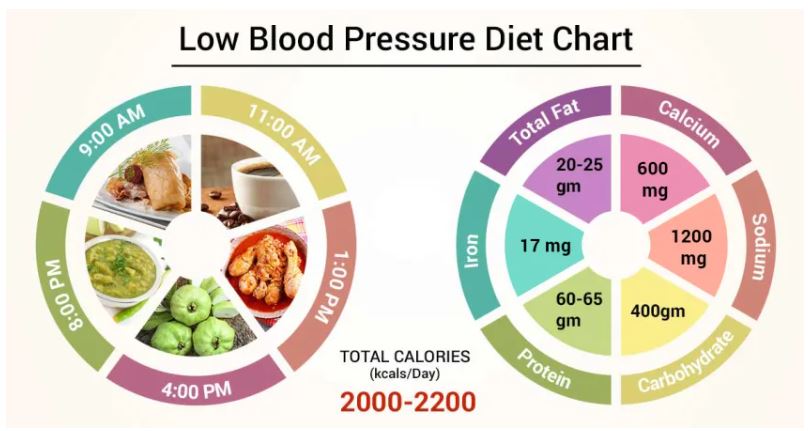 Low Blood Pressure Diet Chart
9:00 AM
11:00 AM
1:00 PM
4:00 PM
8:00 PM
TOTAL CALORIES
(kcals/Day)
2000-2200
Total Fat
20-25
gm
Calcium
600
mg
Sodium
1200
mg
Carbohydrate
400gm
Protein
60-65
gm
Iron
17 mg